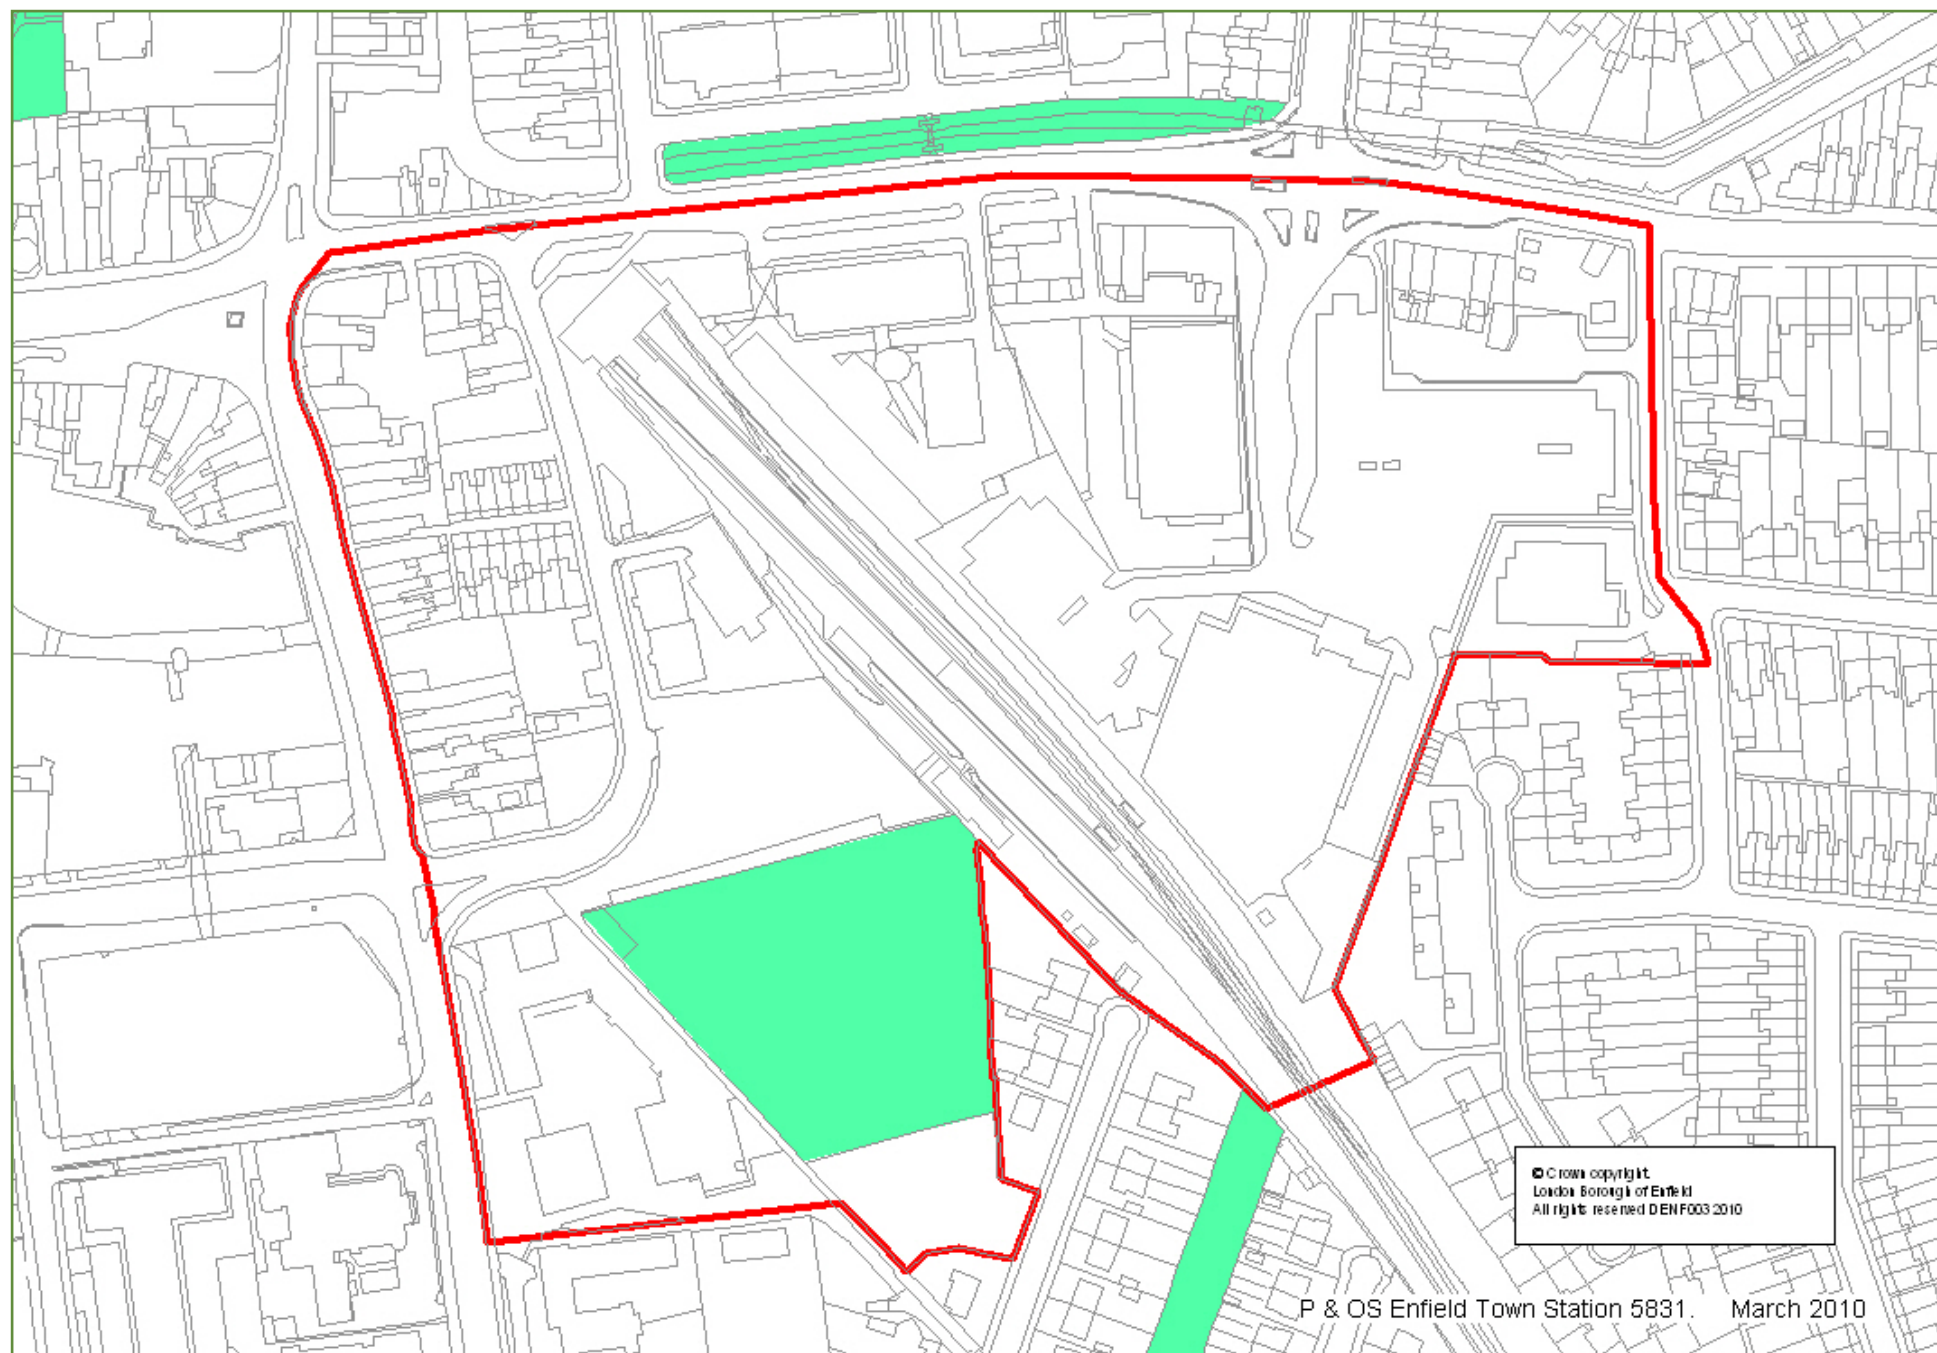 © Crown copyright.
London Borough of Enfield
All rights reserved DENF003 2010
P & OS Enfield Town Station 5831. March 2010